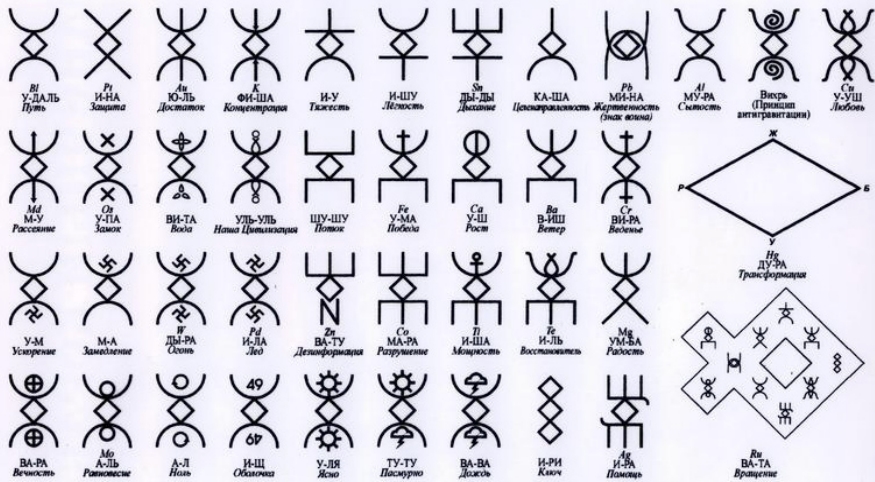 Bl
У-ДАЛЬ
Путь
Pt
И-НА
Защита
Au
Ю-ЛЬ
Достаток
K
ФИ-ША
Концентрация
И-У
Тяжесть
И-ШУ
Лёгкость
Sn
ДЫ-ДЫ
Дыхание
КА-ША
Целенаправленность
Pb
МИ-НА
Жертвенность
(знак воина)
Al
МУ-РА
Сытость
Вихрь
(Принцип
антигравитации)
Cu
У-УШ
Любовь
Md
М-У
Рассеяние
Os
У-ПА
Замок
ВИ-ТА
Вода
УЛЬ-УЛЬ
Наша Цивилизация
ШУ-ШУ
Поток
Fe
У-МА
Победа
Ca
У-Ш
Рост
Ba
В-ИШ
Ветер
Cr
ВИ-РА
Веденье
Ж
Р
Б
У
Hg
ДУ-РА
Трансформация
У-М
Ускорение
М-А
Замедление
W
ДЫ-РА
Огонь
Pd
И-ЛА
Лед
Zn
ВА-ТУ
Дезинформация
Co
МА-РА
Разрушение
Ti
И-ША
Мощность
Te
И-ЛЬ
Восстановитель
Mg
УМ-БА
Радость
ВА-РА
Вечность
Mo
А-ЛЬ
Равновесие
А-Л
Ноль
49
49
И-Щ
Оболочка
У-ЛЯ
Ясно
ТУ-ТУ
Пасмурно
ВА-ВА
Дождь
И-РИ
Ключ
Ag
И-РА
Помощь
Ru
ВА-ТА
Вращение